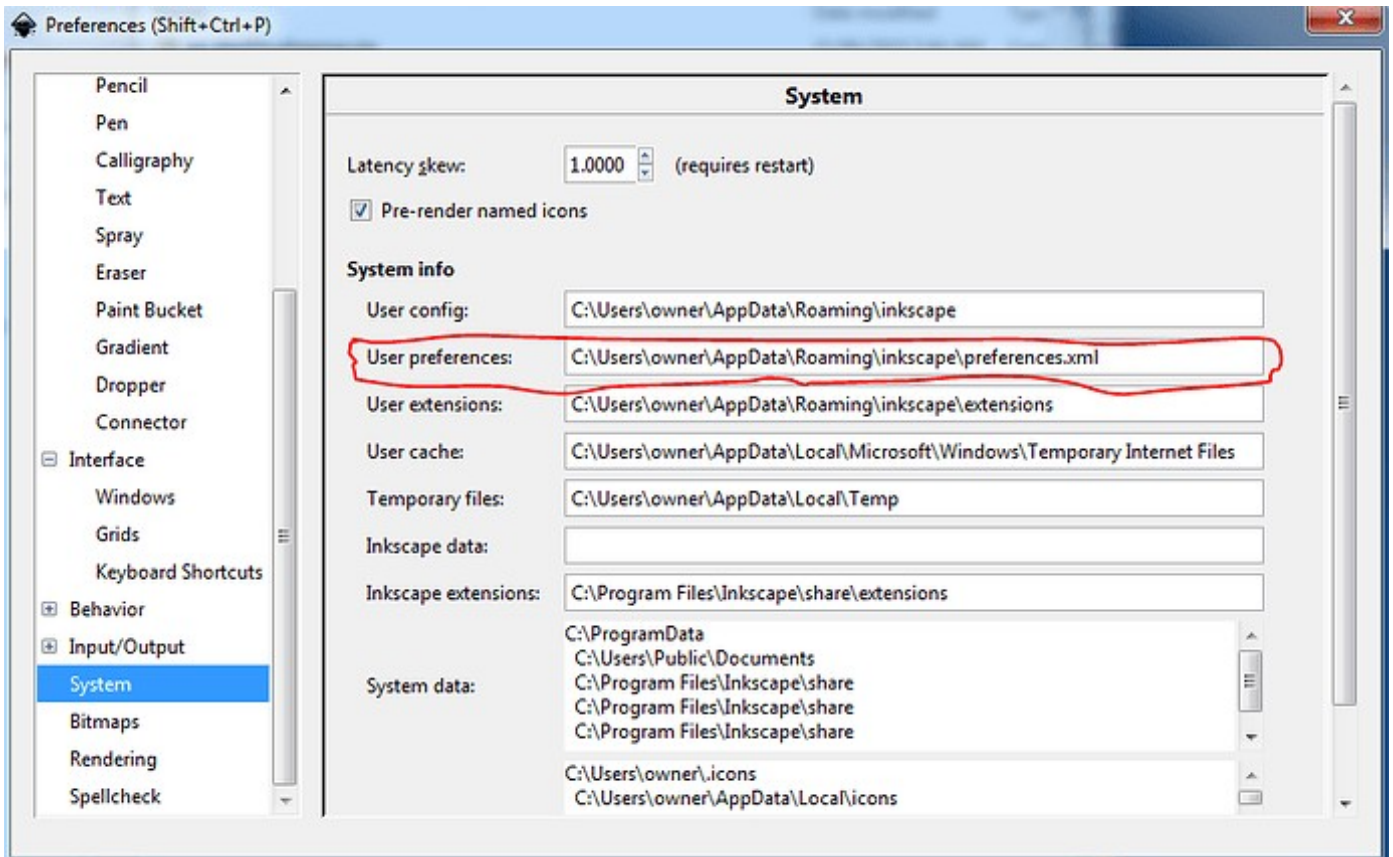 Preferences (Shift+Ctrl+P)
Pencil
Pen
Calligraphy
Text
Spray
Eraser
Paint Bucket
Gradient
Dropper
Connector
Interface
Windows
Grids
Keyboard Shortcuts
Behavior
Input/Output
System
Bitmaps
Rendering
Spellcheck
System
Latency skew: 1.0000 (requires restart)
Pre-render named icons
System info
User config: C:\Users\owner\AppData\Roaming\inkscape
User preferences: C:\Users\owner\AppData\Roaming\inkscape\preferences.xml
User extensions: C:\Users\owner\AppData\Roaming\inkscape\extensions
User cache: C:\Users\owner\AppData\Local\Microsoft\Windows\Temporary Internet Files
Temporary files: C:\Users\owner\AppData\Local\Temp
Inkscape data:
Inkscape extensions: C:\Program Files\Inkscape\share\extensions
System data:
C:\ProgramData
C:\Users\Public\Documents
C:\Program Files\Inkscape\share
C:\Program Files\Inkscape\share
C:\Program Files\Inkscape\share
C:\Users\owner\.icons
C:\Users\owner\AppData\Local\icons